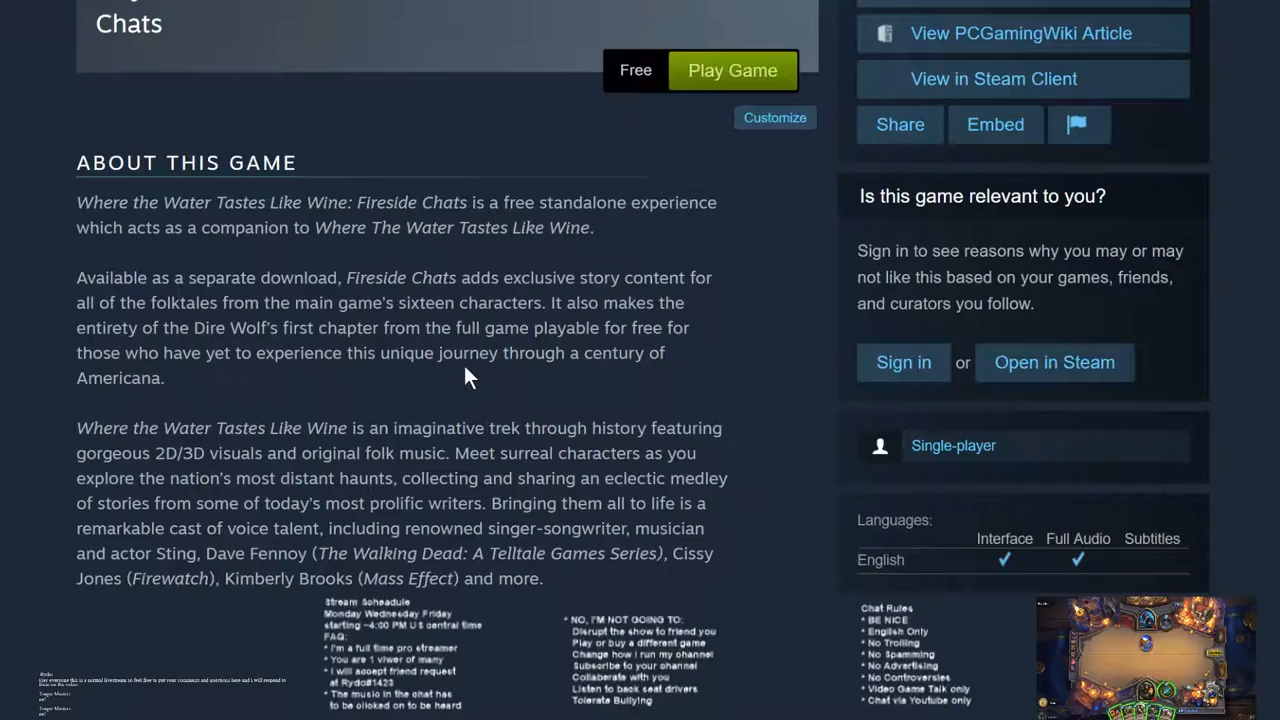 Chats
View PCGamingWiki Article
Free
Play Game
View in Steam Client
Customize
Share
Embed
ABOUT THIS GAME
Where the Water Tastes Like Wine: Fireside Chats is a free standalone experience
which acts as a companion to Where The Water Tastes Like Wine.
Available as a separate download, Fireside Chats adds exclusive story content for
all of the folktales from the main game's sixteen characters. It also makes the
entirety of the Dire Wolf's first chapter from the full game playable for free for
those who have yet to experience this unique journey through a century of
Americana.
Where the Water Tastes Like Wine is an imaginative trek through history featuring
gorgeous 2D/3D visuals and original folk music. Meet surreal characters as you
explore the nation's most distant haunts, collecting and sharing an eclectic medley
of stories from some of today's most prolific writers. Bringing them all to life is a
remarkable cast of voice talent, including renowned singer-songwriter, musician
and actor Sting, Dave Fennoy (The Walking Dead: A Telltale Games Series), Cissy
Jones (Firewatch), Kimberly Brooks (Mass Effect) and more.
Is this game relevant to you?
Sign in to see reasons why you may or may
not like this based on your games, friends,
and curators you follow.
Sign in or Open in Steam
Single-player
Languages:
Interface Full Audio Subtitles
English
Stream Scheadule
Monday Wednesday Friday
starting ~4:00 PM US central time
FAQ:
* I'm a full time pro streamer
* You are 1 viwer of many
* I will accept friend request
at Rydo#1423
* The music in the chat has
to be clicked on to be heard
* NO, I'M NOT GOING TO:
Disrupt the show to friend you
Play or buy a different game
Change how I run my channel
Subscribe to your channel
Collaborate with you
Listen to back seat drivers
Tolerate Bullying
Chat Rules
* BE NICE
* English Only
* No Trolling
* No Spamming
* No Advertising
* No Controversies
* Video Game Talk only
* Chat via Youtube only